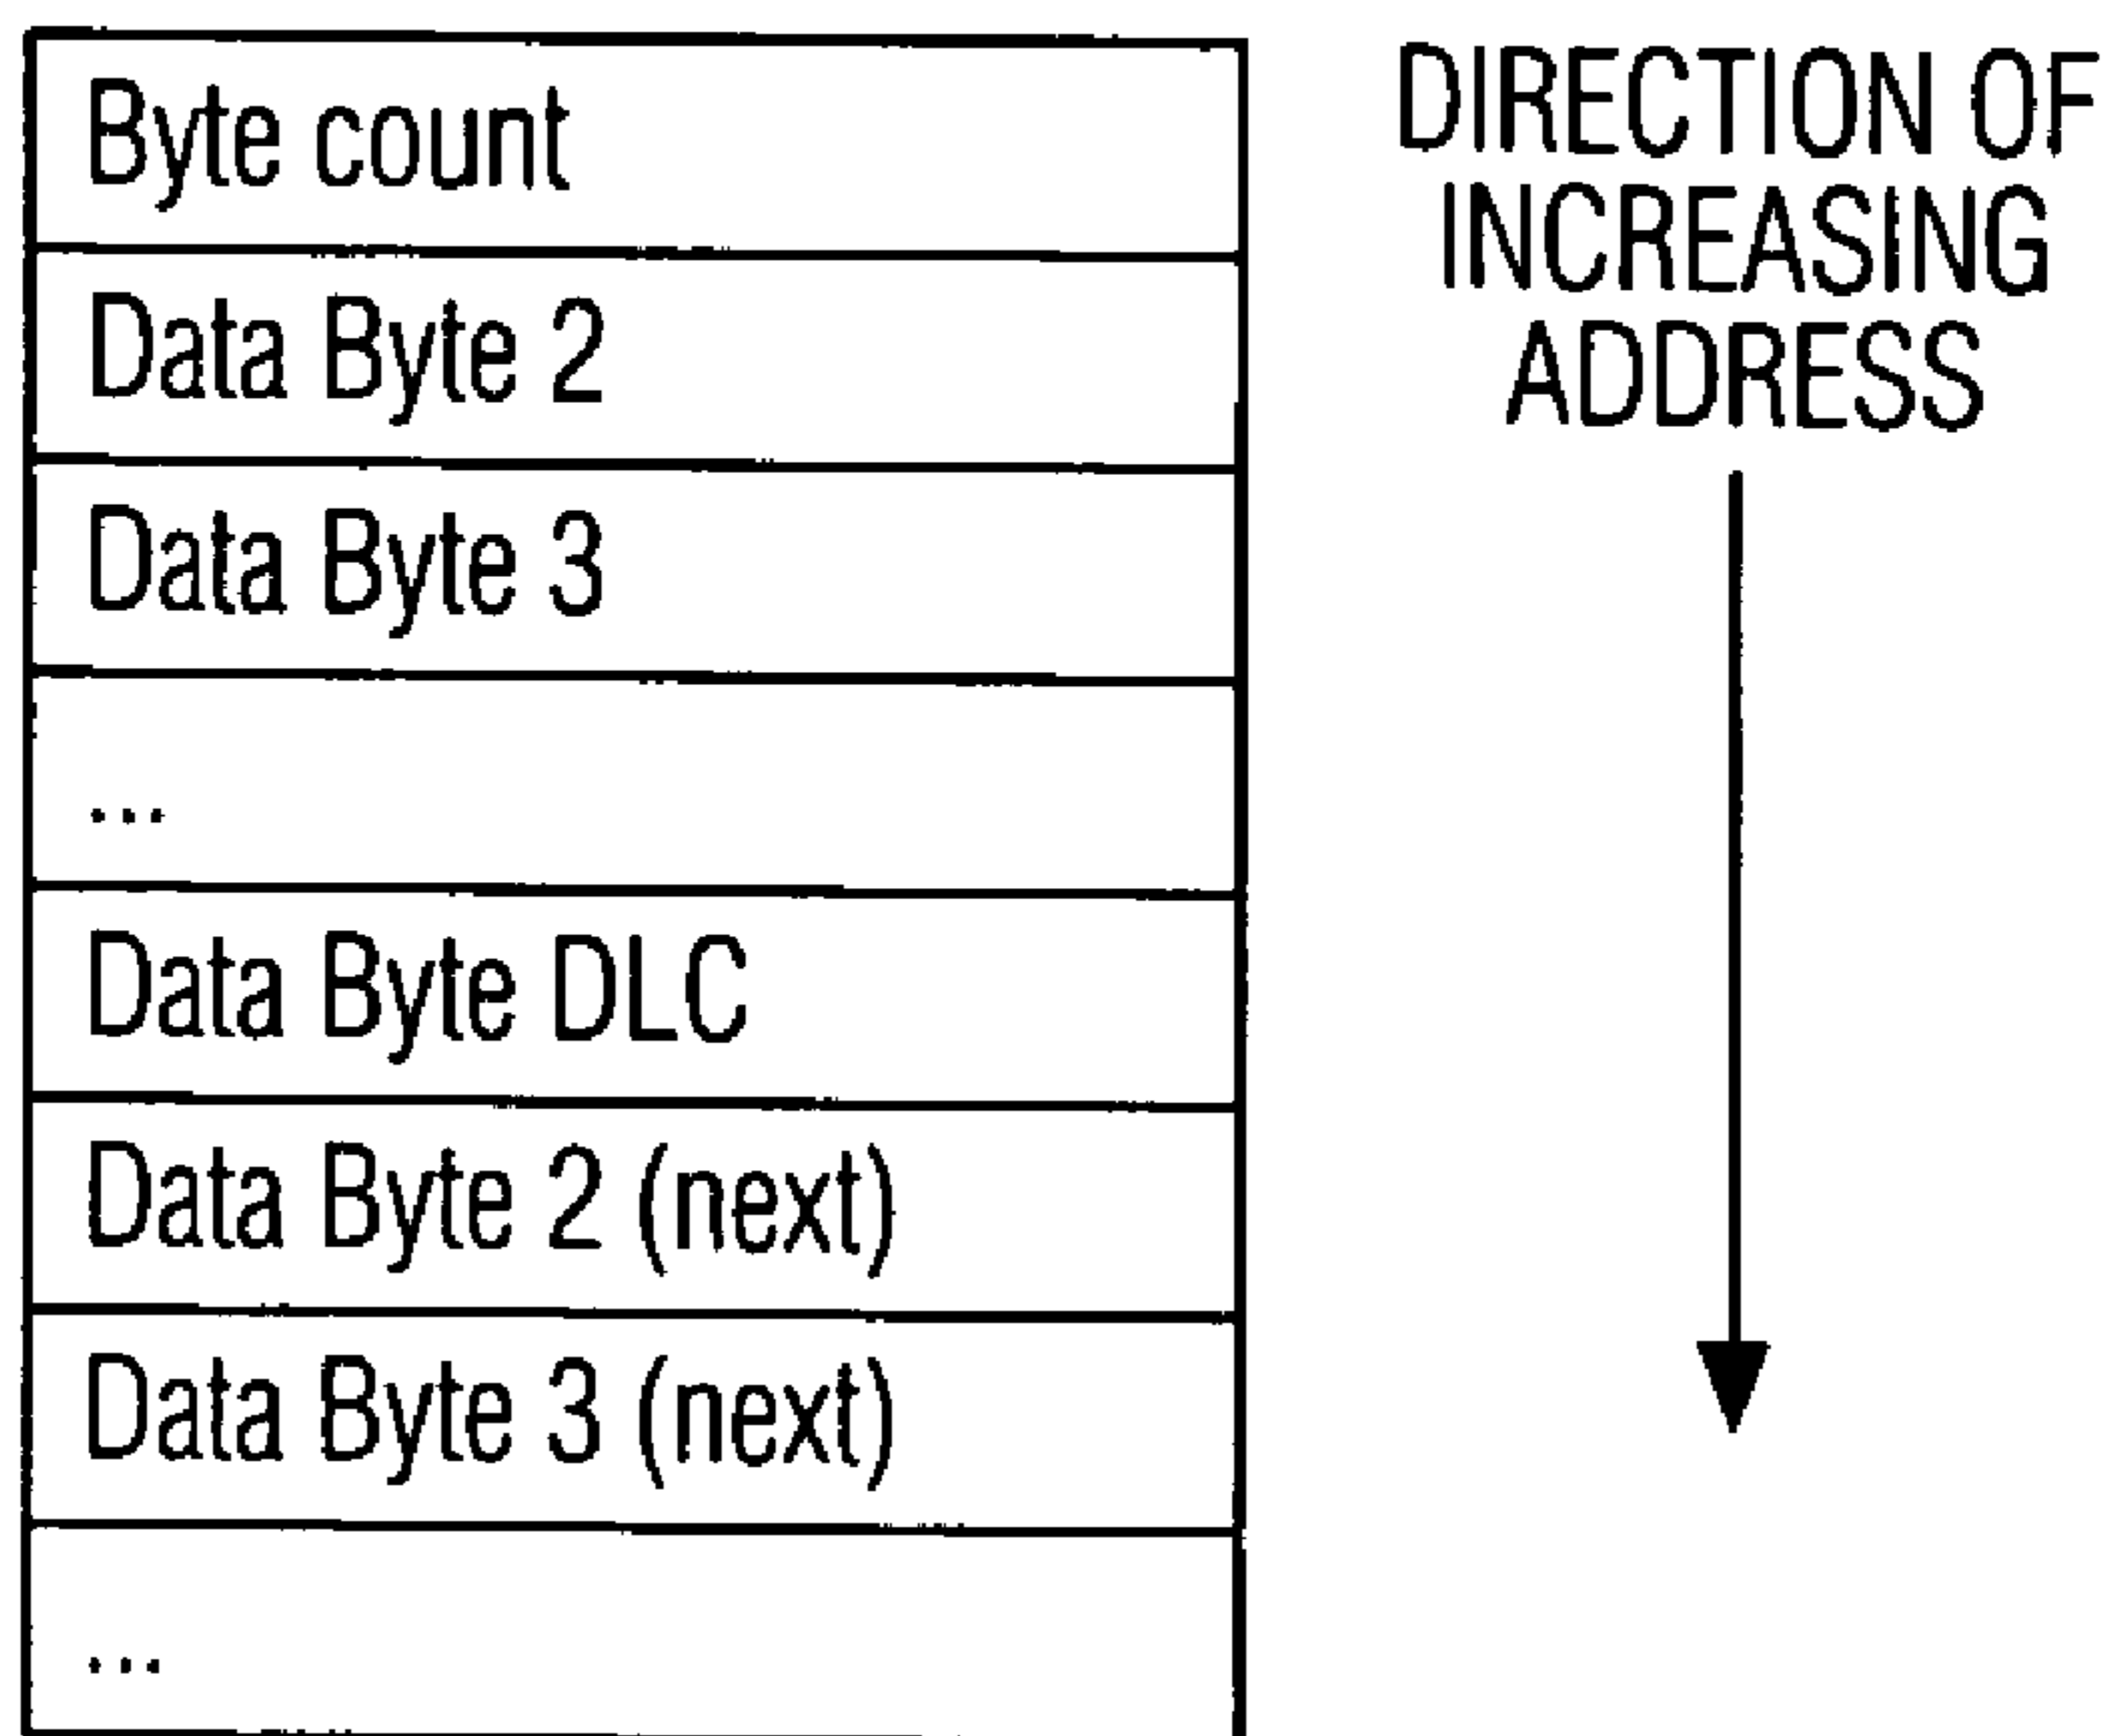 Byte count
Data Byte 2
Data Byte 3
...
Data Byte DLC
Data Byte 2 (next)
Data Byte 3 (next)
...
DIRECTION OF
INCREASING
ADDRESS